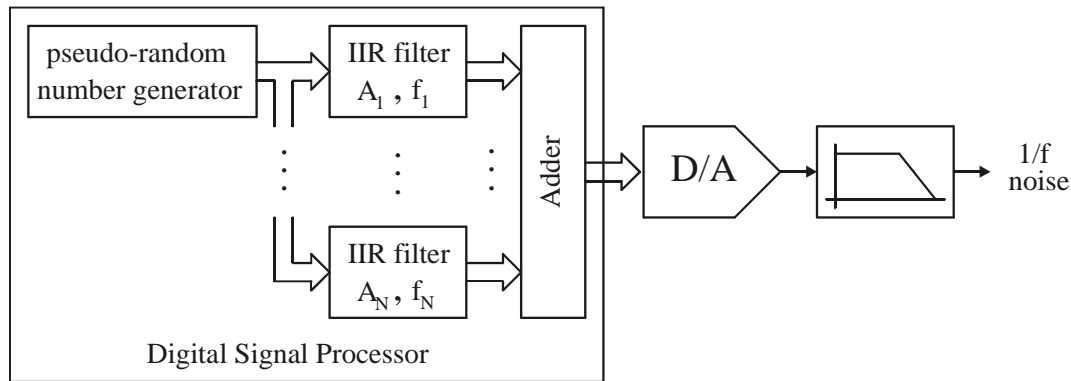 pseudo-random
number generator
IIR filter
A1 , f1
IIR filter
AN , fN
Adder
D/A
1/f
noise
Digital Signal Processor